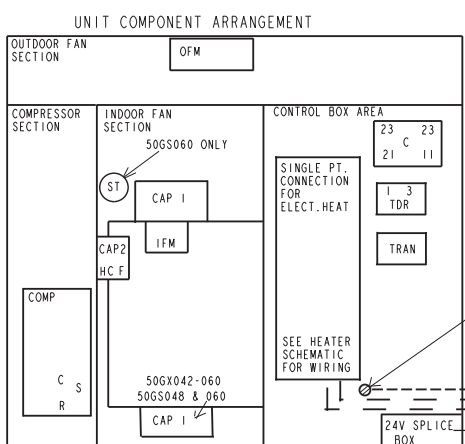 UNIT COMPONENT ARRANGEMENT
OUTDOOR FAN
SECTION
OFM
COMPRESSOR
SECTION
INDOOR FAN
SECTION
CONTROL BOX AREA
50GS060 ONLY
ST
CAP 1
IFM
CAP2
HCF
23 23
C
21 11
SINGLE PT.
CONNECTION
FOR
ELECT.HEAT
1 3
TDR
TRAN
COMP
C
S
R
SEE HEATER
SCHEMATIC
FOR WIRING
50GX042-060
50GS048 & 060
CAP 1
24V SPLICE
BOX